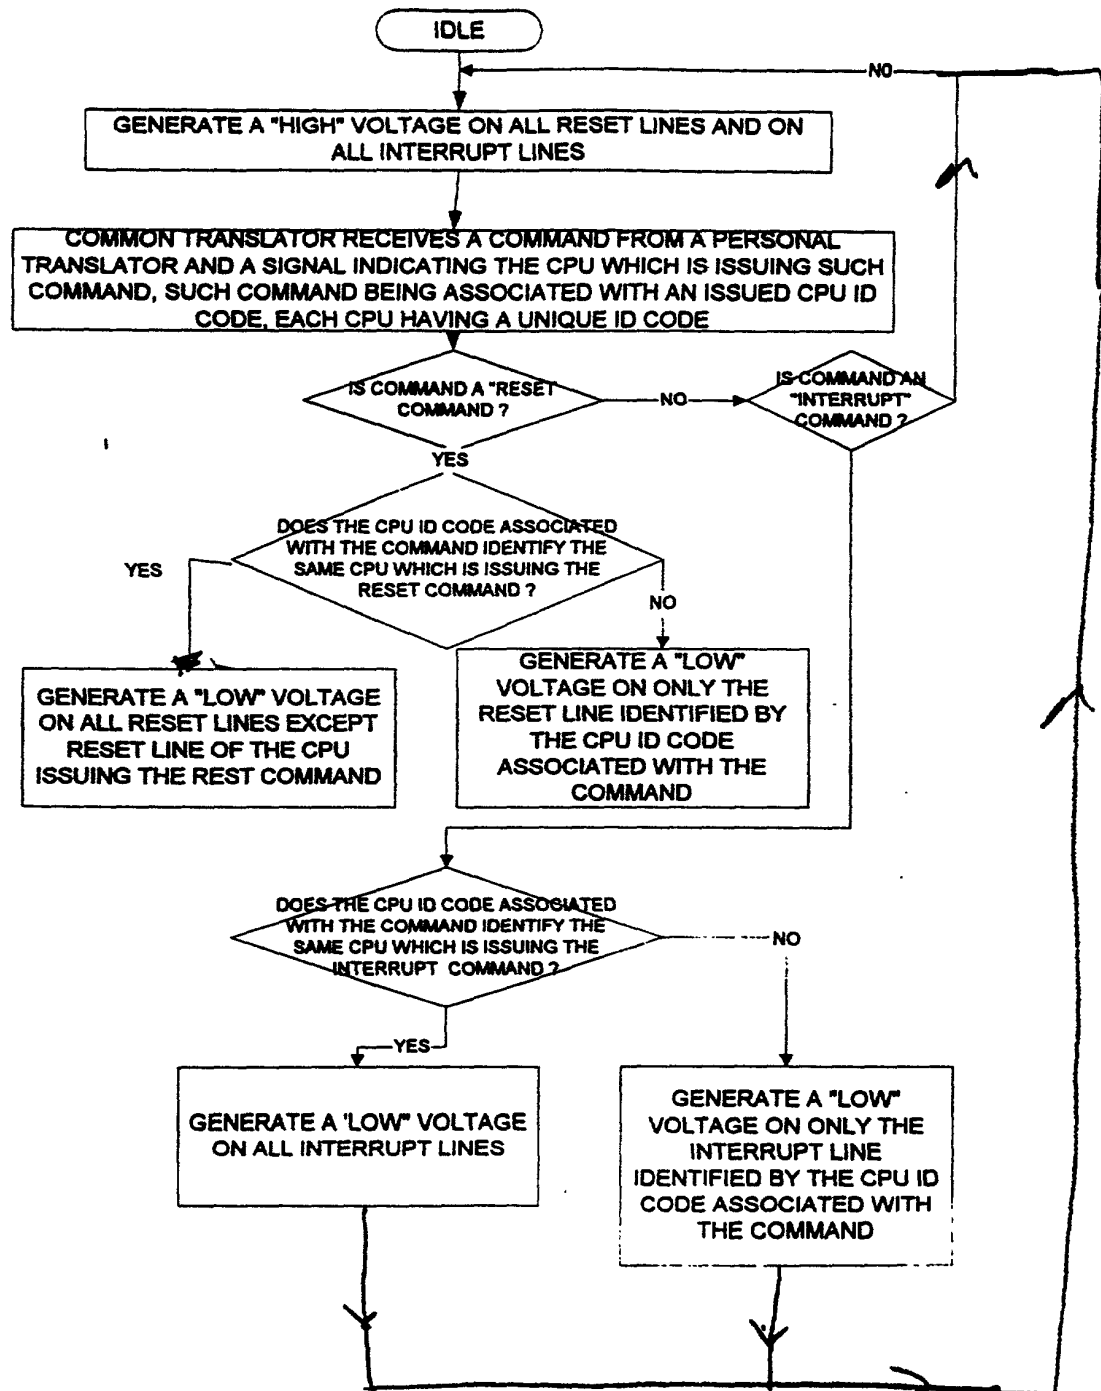 IDLE
NO
GENERATE A "HIGH" VOLTAGE ON ALL RESET LINES AND ON
ALL INTERRUPT LINES
COMMON TRANSLATOR RECEIVES A COMMAND FROM A PERSONAL
TRANSLATOR AND A SIGNAL INDICATING THE CPU WHICH IS ISSUING SUCH
COMMAND, SUCH COMMAND BEING ASSOCIATED WITH AN ISSUED CPU ID
CODE, EACH CPU HAVING A UNIQUE ID CODE
IS COMMAND A "RESET
COMMAND ?
NO
IS COMMAND AN
"INTERRUPT"
COMMAND ?
YES
DOES THE CPU ID CODE ASSOCIATED
WITH THE COMMAND IDENTIFY THE
SAME CPU WHICH IS ISSUING THE
RESET COMMAND ?
YES
NO
GENERATE A "LOW" VOLTAGE
ON ALL RESET LINES EXCEPT
RESET LINE OF THE CPU
ISSUING THE REST COMMAND
GENERATE A "LOW"
VOLTAGE ON ONLY THE
RESET LINE IDENTIFIED BY
THE CPU ID CODE
ASSOCIATED WITH THE
COMMAND
DOES THE CPU ID CODE ASSOCIATED
WITH THE COMMAND IDENTIFY THE
SAME CPU WHICH IS ISSUING THE
INTERRUPT COMMAND ?
NO
YES
GENERATE A 'LOW" VOLTAGE
ON ALL INTERRUPT LINES
GENERATE A "LOW"
VOLTAGE ON ONLY THE
INTERRUPT LINE
IDENTIFIED BY THE CPU ID
CODE ASSOCIATED WITH
THE COMMAND